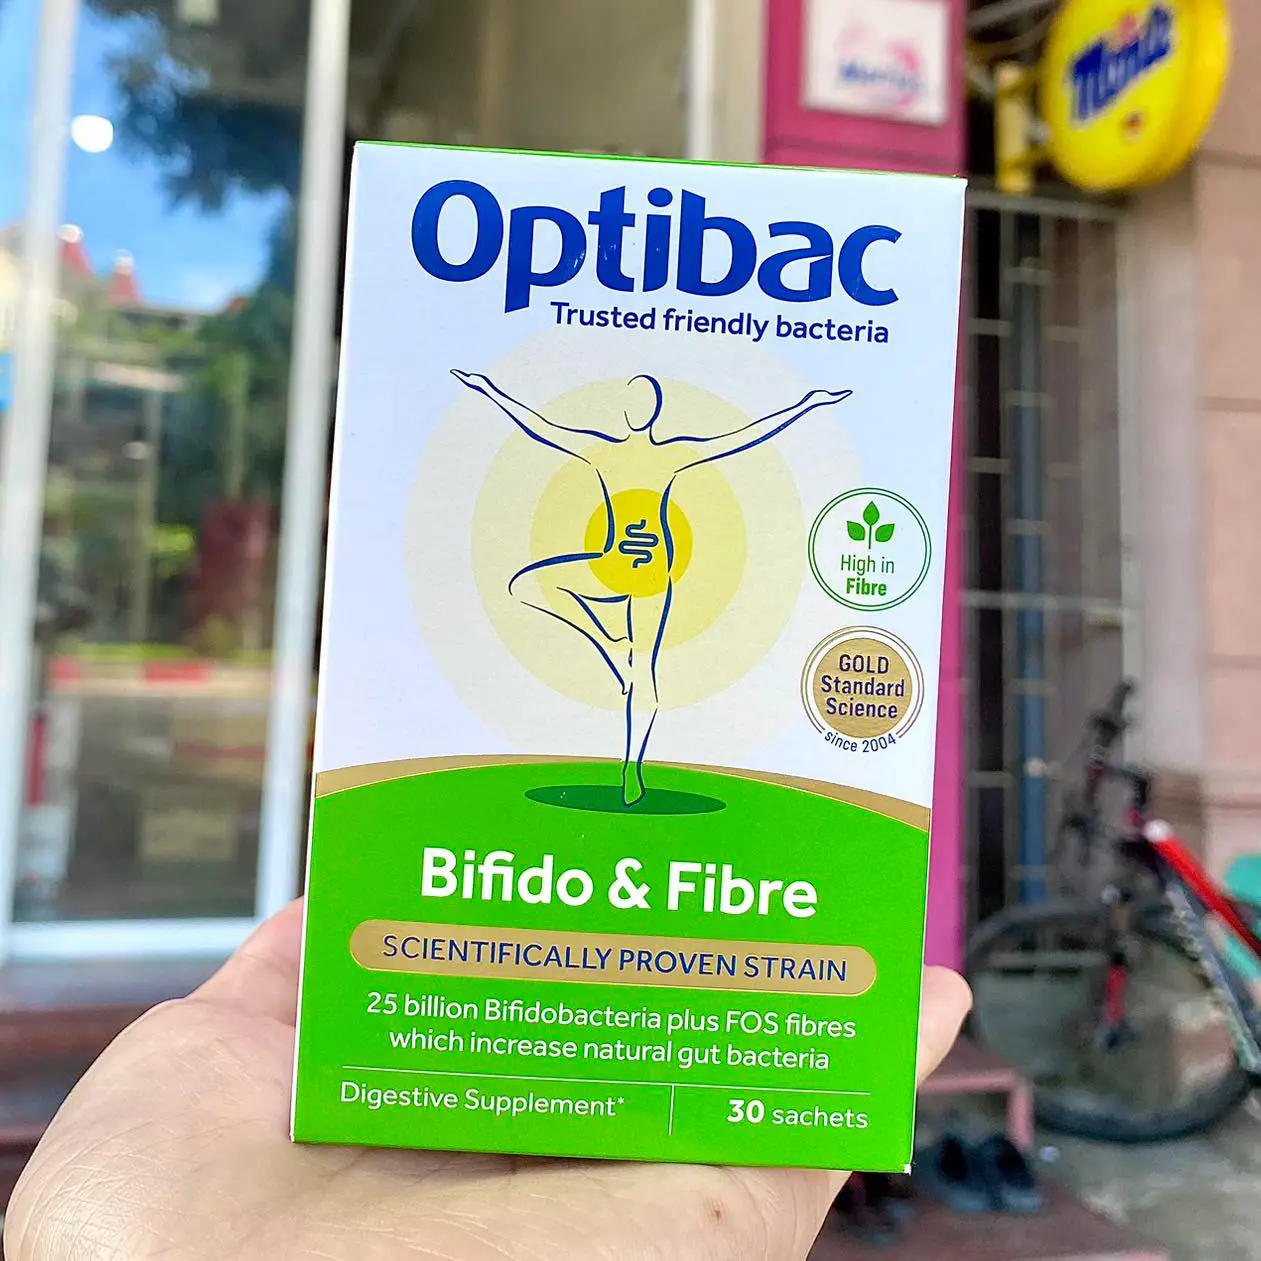 Optibac
Trusted friendly bacteria
High in
Fibre
GOLD
Standard
Science
since 2004
Bifido & Fibre
SCIENTIFICALLY PROVEN STRAIN
25 billion Bifidobacteria plus FOS fibres
which increase natural gut bacteria
Digestive Supplement*
30 sachets